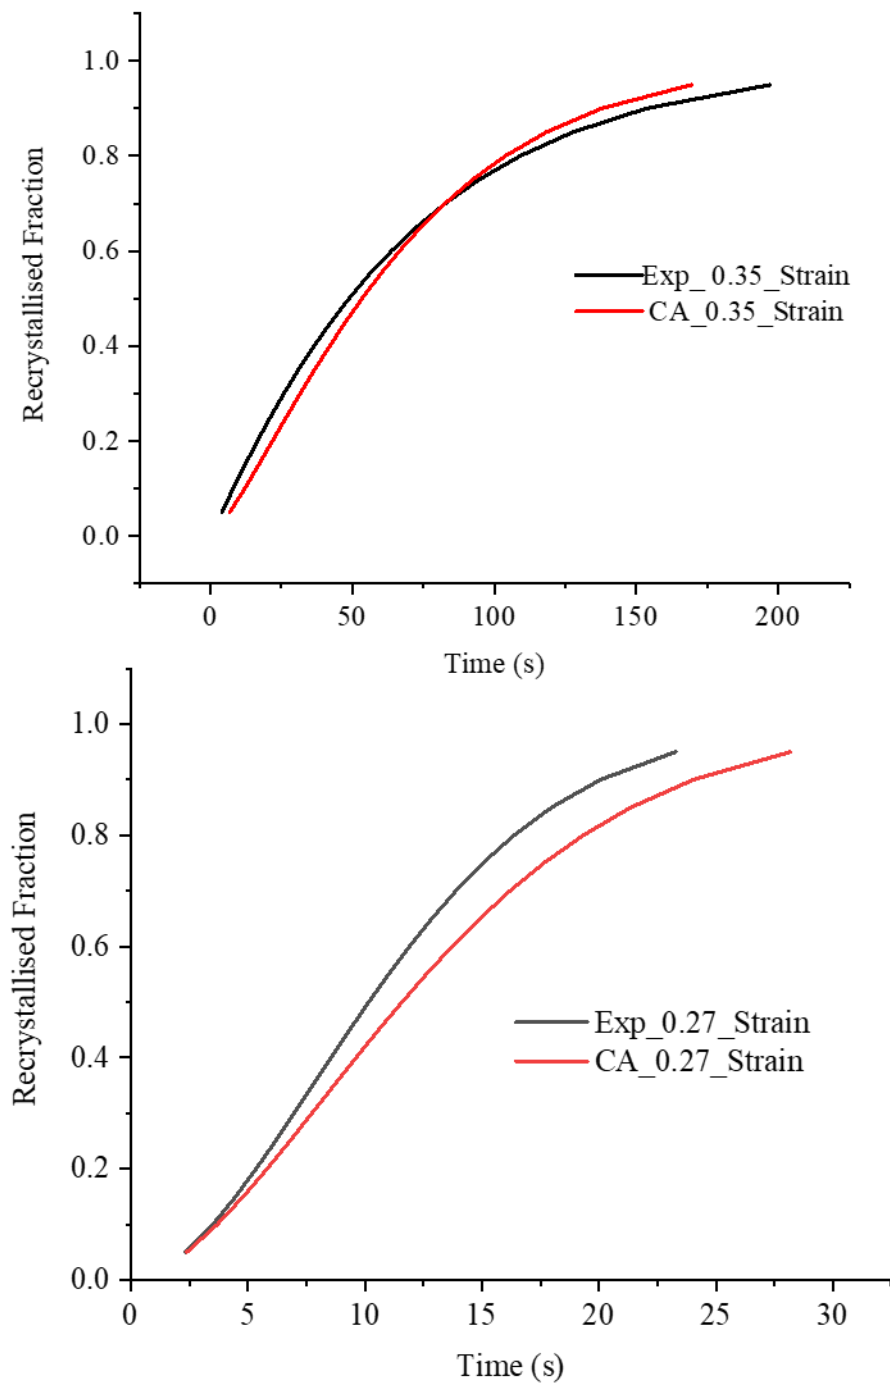 Recrystallised Fraction
1.0
0.8
0.6
0.4
0.2
0.0
Exp_ 0.35_Strain
CA_0.35_Strain
0 50 100 150 200
Time (s)
Recrystallised Fraction
1.0
0.8
0.6
0.4
0.2
0.0
Exp_0.27_Strain
CA_0.27_Strain
0 5 10 15 20 25 30
Time (s)